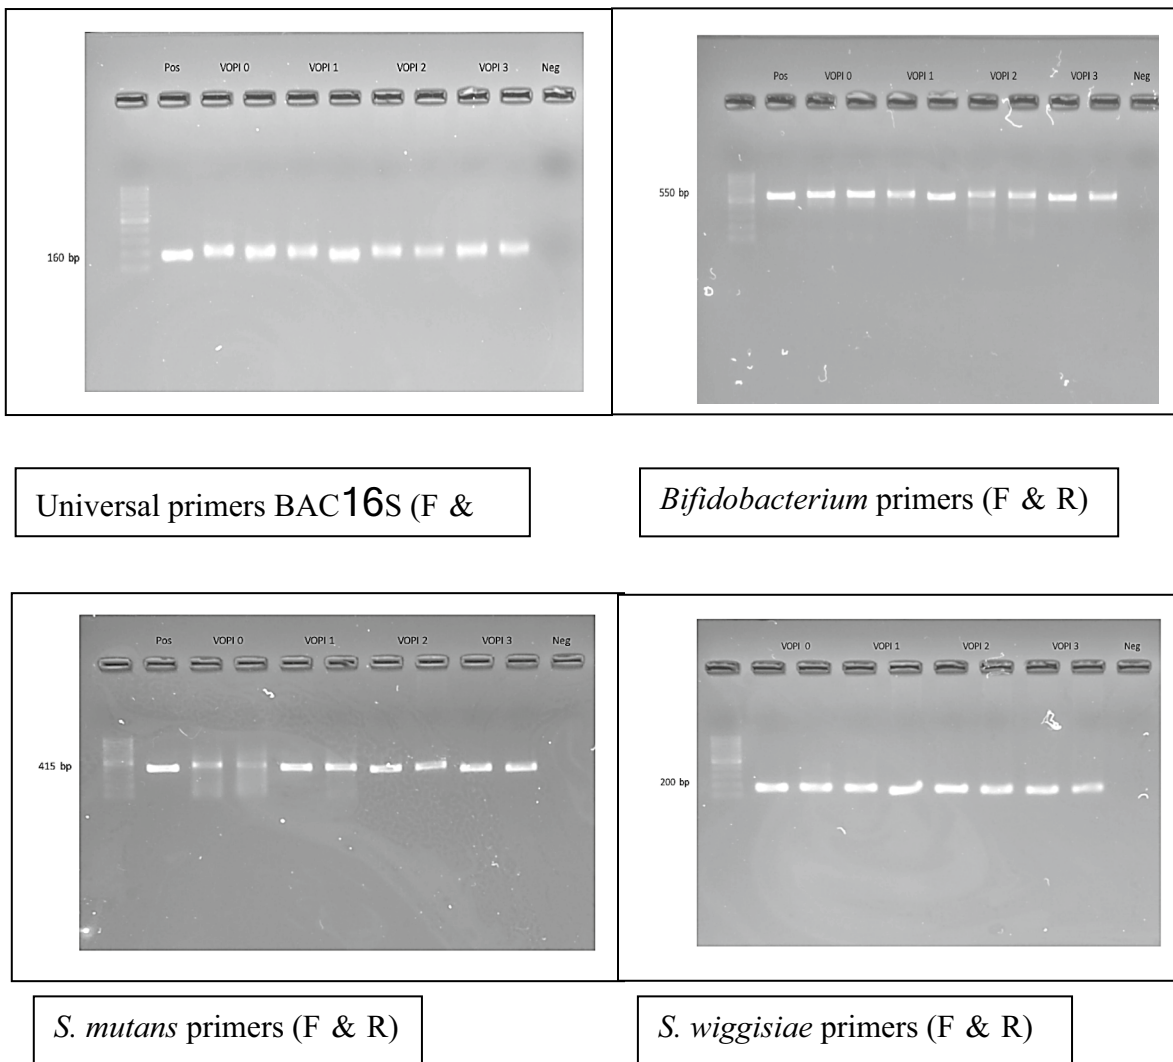 Pos VOPI 0 VOPI 1 VOPI 2 VOPI 3 Neg
160 bp
Pos VOPI 0 VOPI 1 VOPI 2 VOPI 3 Neg
550 bp
Universal primers BAC16S (F &
Bifidobacterium primers (F & R)
Pos VOPI 0 VOPI 1 VOPI 2 VOPI 3 Neg
415 bp
VOPI 0 VOPI 1 VOPI 2 VOPI 3 Neg
200 bp
S. mutans primers (F & R)
S. wiggisiae primers (F & R)